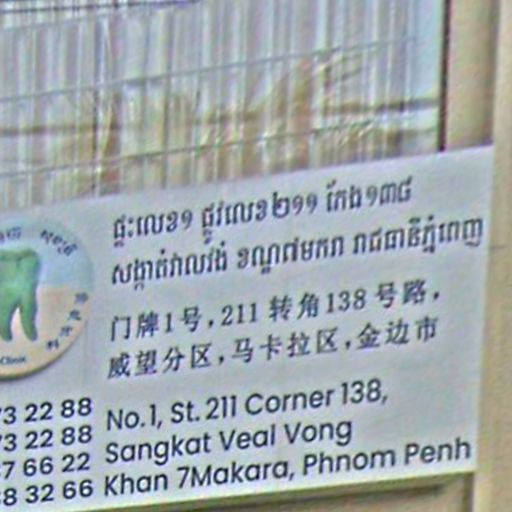 ផ្ទះលេខ១ ផ្លូវលេខ២១១ កែង១៣៨
សង្កាត់វាលវង់ ខណ្ឌ៧មករា រាជធានីភ្នំពេញ
门牌1号,211 转角138 号路,
威望分区,马卡拉区,金边市
Clinic
73 22 88
73 22 88
7 66 22
8 32 66
No.1, St. 211 Corner 138,
Sangkat Veal Vong
Khan 7Makara, Phnom Penh